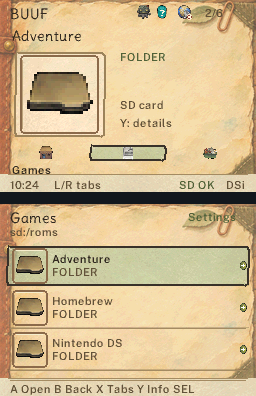 BUUF
2/6
Adventure
FOLDER
SD card
Y: details
Games
10:24 L/R tabs SD OK DSi
Games Settings
sd:/roms
Adventure
FOLDER
Homebrew
FOLDER
Nintendo DS
FOLDER
A Open B Back X Tabs Y Info SEL